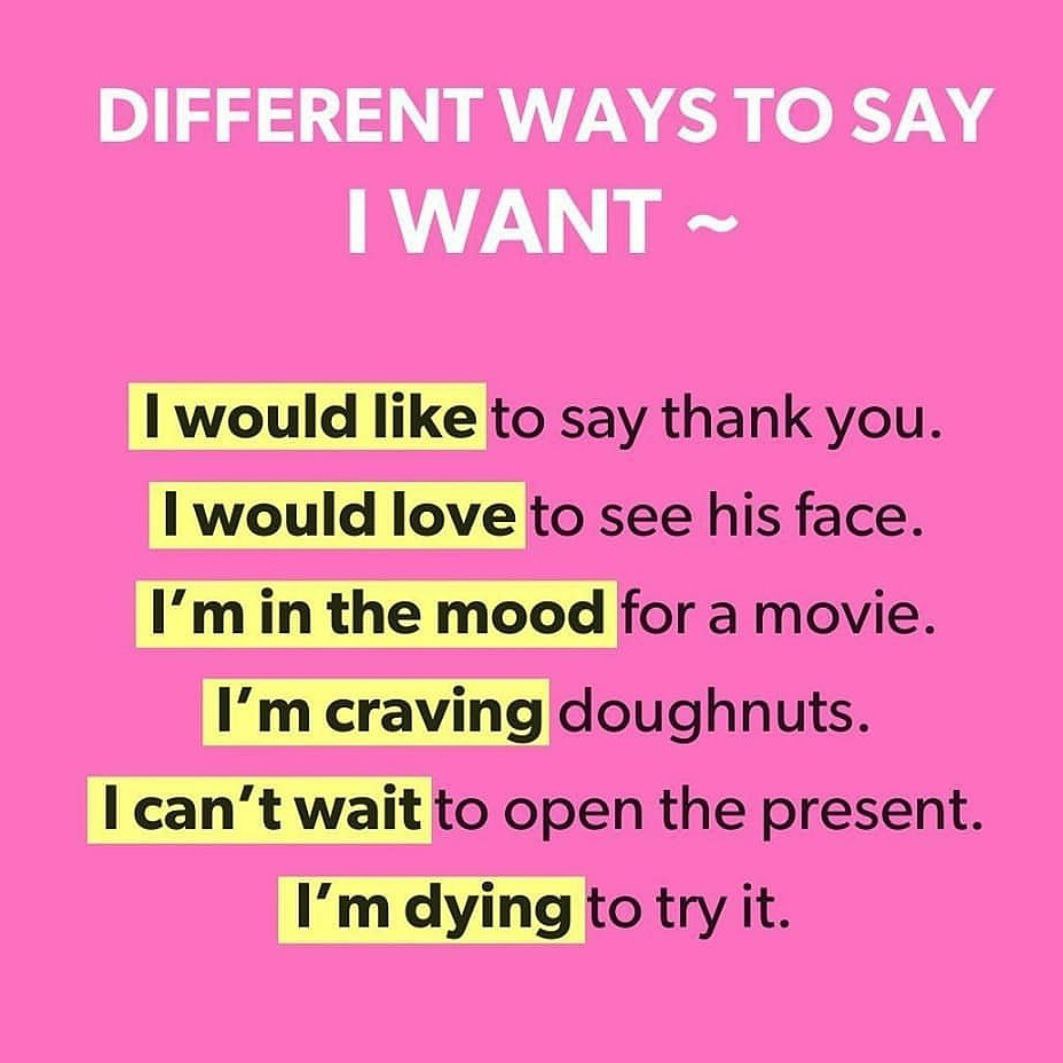 DIFFERENT WAYS TO SAY
I WANT ~
I would like to say thank you.
I would love to see his face.
I’m in the mood for a movie.
I’m craving doughnuts.
I can’t wait to open the present.
I’m dying to try it.